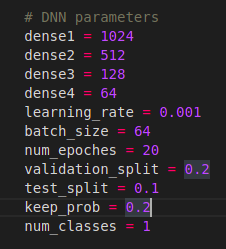 # DNN parameters
dense1 = 1024
dense2 = 512
dense3 = 128
dense4 = 64
learning_rate = 0.001
batch_size = 64
num_epoches = 20
validation_split = 0.2
test_split = 0.1
keep_prob = 0.2
num_classes = 1